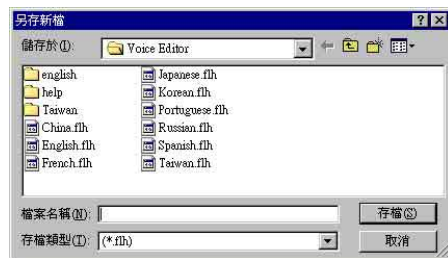 另存新檔
儲存於(I): Voice Editor
english
help
Taiwan
China.flh
English.flh
French.flh
Japanese.flh
Korean.flh
Portuguese.flh
Russian.flh
Spanish.flh
Taiwan.flh
檔案名稱(N):
存檔(S)
存檔類型(T): (*.flh)
取消